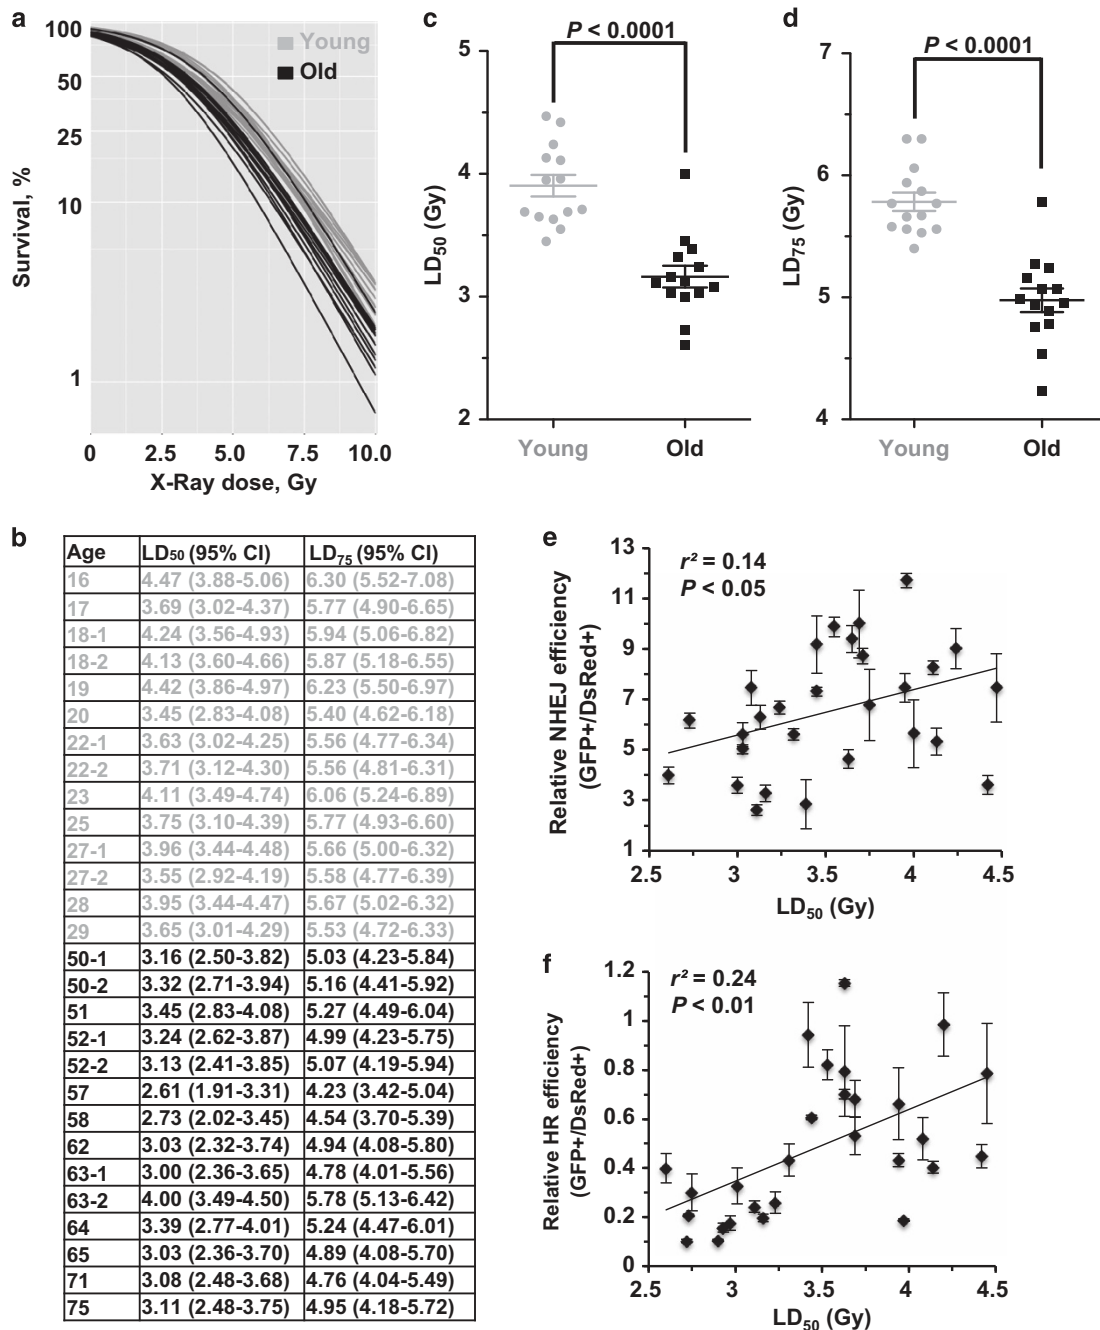 a
100
50
25
10
1
Survival, %
Young
Old
0 2.5 5.0 7.5 10.0
X-Ray dose, Gy
c
P < 0.0001
5
4
3
2
LD50 (Gy)
Young Old
d
P < 0.0001
7
6
5
4
LD75 (Gy)
Young Old
b
Age LD50 (95% CI) LD75 (95% CI)
16 4.47 (3.88-5.06) 6.30 (5.52-7.08)
17 3.69 (3.02-4.37) 5.77 (4.90-6.65)
18-1 4.24 (3.56-4.93) 5.94 (5.06-6.82)
18-2 4.13 (3.60-4.66) 5.87 (5.18-6.55)
19 4.42 (3.86-4.97) 6.23 (5.50-6.97)
20 3.45 (2.83-4.08) 5.40 (4.62-6.18)
22-1 3.63 (3.02-4.25) 5.56 (4.77-6.34)
22-2 3.71 (3.12-4.30) 5.56 (4.81-6.31)
23 4.11 (3.49-4.74) 6.06 (5.24-6.89)
25 3.75 (3.10-4.39) 5.77 (4.93-6.60)
27-1 3.96 (3.44-4.48) 5.66 (5.00-6.32)
27-2 3.55 (2.92-4.19) 5.58 (4.77-6.39)
28 3.95 (3.44-4.47) 5.67 (5.02-6.32)
29 3.65 (3.01-4.29) 5.53 (4.72-6.33)
50-1 3.16 (2.50-3.82) 5.03 (4.23-5.84)
50-2 3.32 (2.71-3.94) 5.16 (4.41-5.92)
51 3.45 (2.83-4.08) 5.27 (4.49-6.04)
52-1 3.24 (2.62-3.87) 4.99 (4.23-5.75)
52-2 3.13 (2.41-3.85) 5.07 (4.19-5.94)
57 2.61 (1.91-3.31) 4.23 (3.42-5.04)
58 2.73 (2.02-3.45) 4.54 (3.70-5.39)
62 3.03 (2.32-3.74) 4.94 (4.08-5.80)
63-1 3.00 (2.36-3.65) 4.78 (4.01-5.56)
63-2 4.00 (3.49-4.50) 5.78 (5.13-6.42)
64 3.39 (2.77-4.01) 5.24 (4.47-6.01)
65 3.03 (2.36-3.70) 4.89 (4.08-5.70)
71 3.08 (2.48-3.68) 4.76 (4.04-5.49)
75 3.11 (2.48-3.75) 4.95 (4.18-5.72)
e
r² = 0.14
P < 0.05
13
11
9
7
5
3
1
Relative NHEJ efficiency
(GFP+/DsRed+)
2.5 3 3.5 4 4.5
LD50 (Gy)
f
r² = 0.24
P < 0.01
1.2
1
0.8
0.6
0.4
0.2
0
Relative HR efficiency
(GFP+/DsRed+)
2.5 3 3.5 4 4.5
LD50 (Gy)